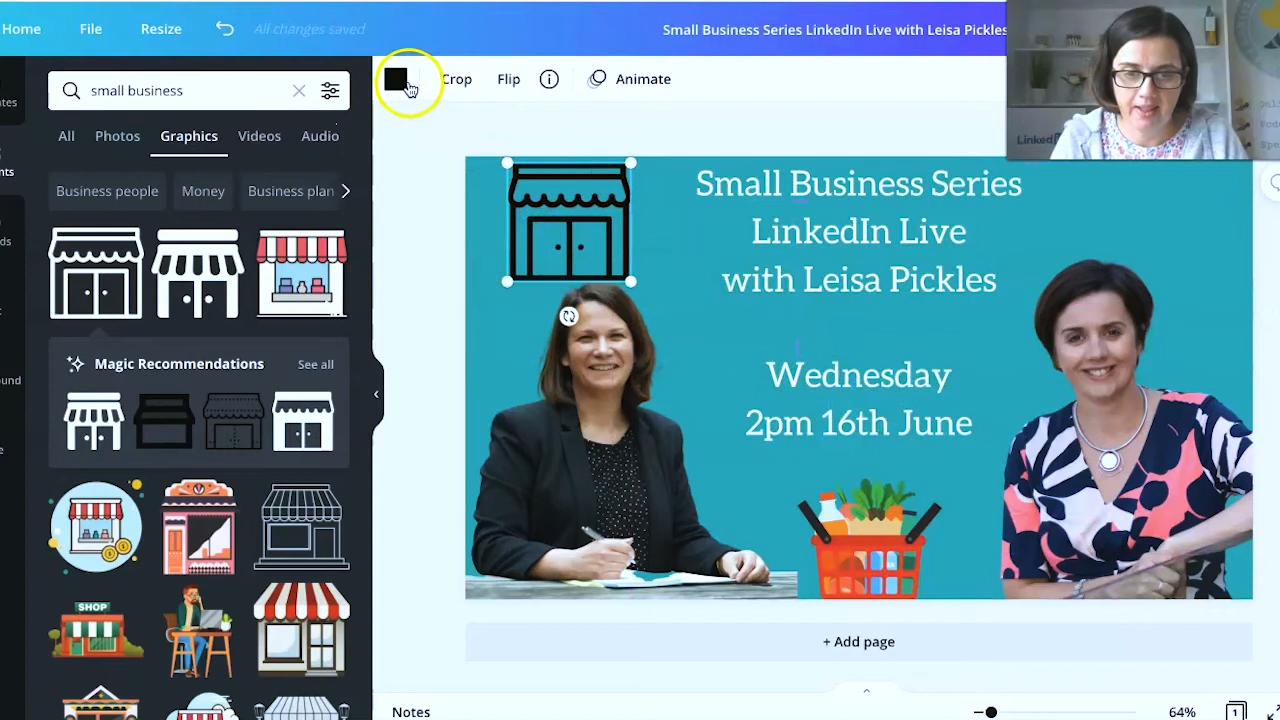 Home File Resize All changes saved Small Business Series LinkedIn Live with Leisa Pickles
small business
Crop Flip Animate
All Photos Graphics Videos Audio
Business people Money Business plan
Magic Recommendations See all
SHOP
Small Business Series
LinkedIn Live
with Leisa Pickles
Wednesday
2pm 16th June
+ Add page
Notes 64% 1
Linked